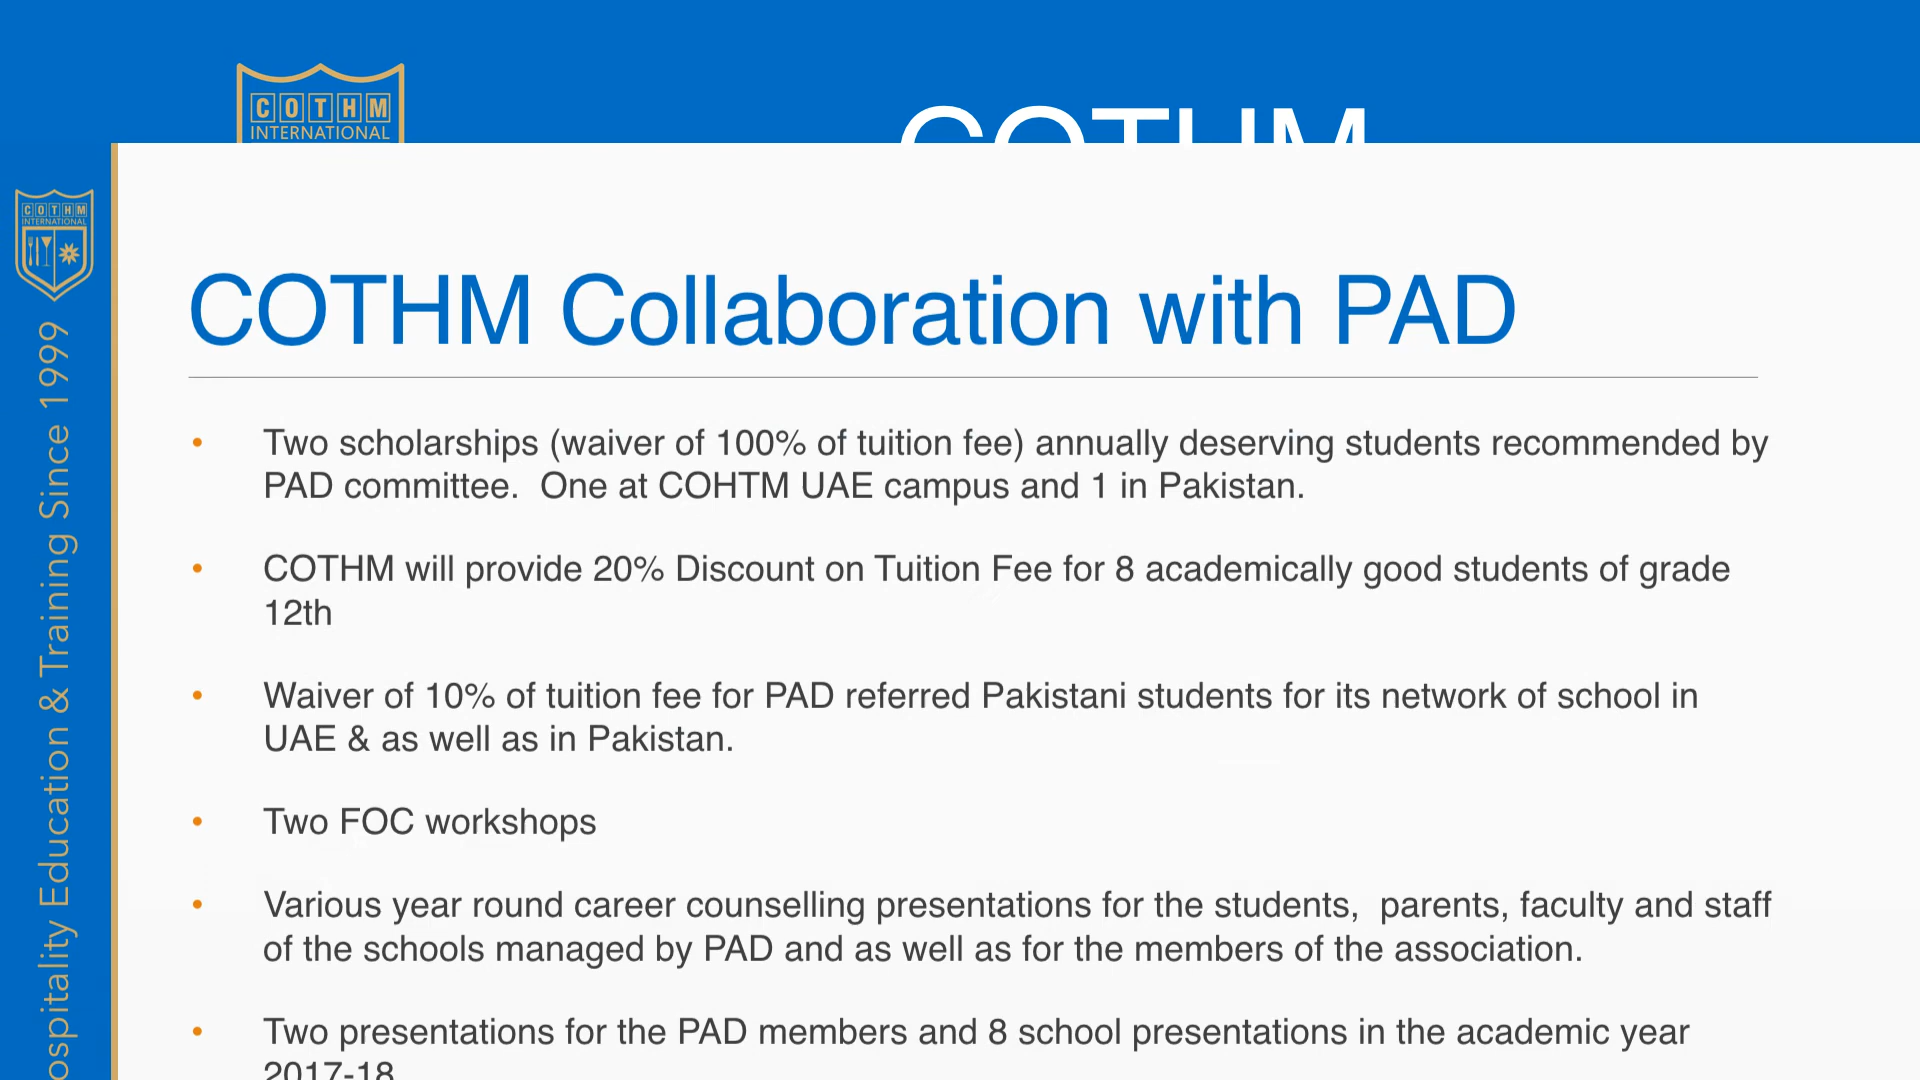 COTHM
INTERNATIONAL
COTHM
COTHM
INTERNATIONAL
ospitality Education & Training Since 1999
COTHM Collaboration with PAD
• Two scholarships (waiver of 100% of tuition fee) annually deserving students recommended by
PAD committee.  One at COHTM UAE campus and 1 in Pakistan.
• COTHM will provide 20% Discount on Tuition Fee for 8 academically good students of grade
12th
• Waiver of 10% of tuition fee for PAD referred Pakistani students for its network of school in
UAE & as well as in Pakistan.
• Two FOC workshops
• Various year round career counselling presentations for the students,  parents, faculty and staff
of the schools managed by PAD and as well as for the members of the association.
• Two presentations for the PAD members and 8 school presentations in the academic year
2017-18